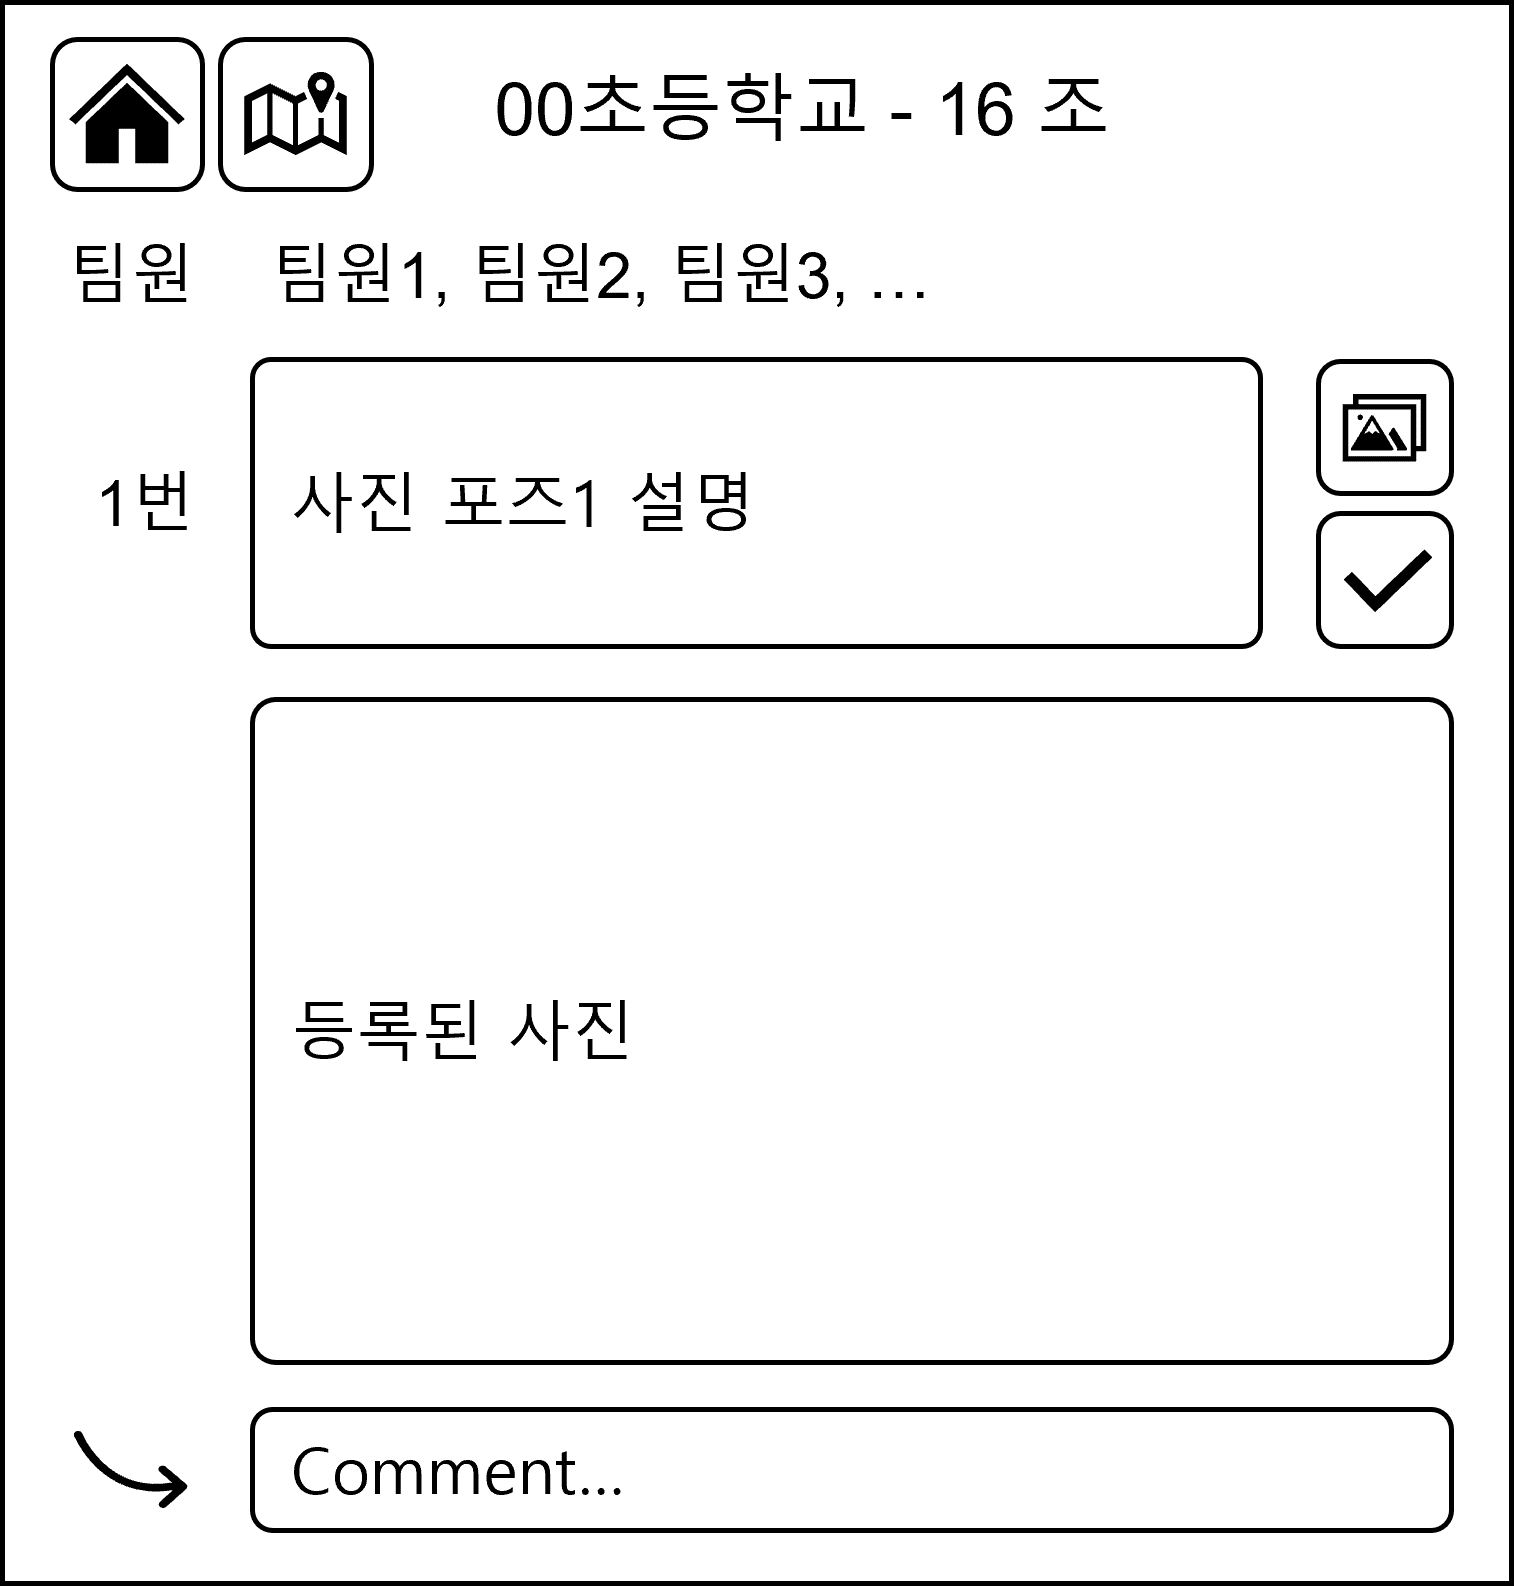 00초등학교 - 16 조
팀원 팀원1, 팀원2, 팀원3, ...
1번 사진 포즈1 설명
등록된 사진
Comment...